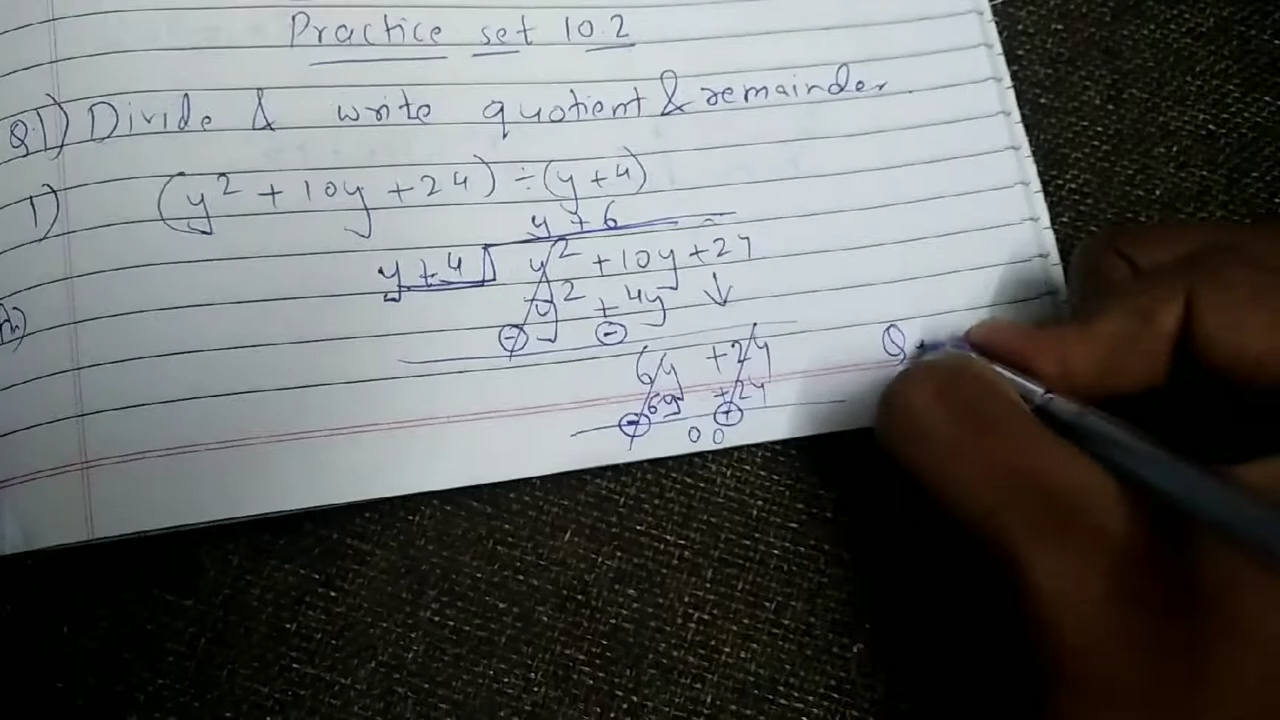 Practice set 10.2
Q.1) Divide & write quotient & remainder.
1) (y² + 10y + 24) ÷ (y + 4)
y + 6
y + 4 y² + 10y + 24
y² + 4y ↓
⊖ ⊖
6y + 24 Q
6y + 24
⊖ ⊕
0 0